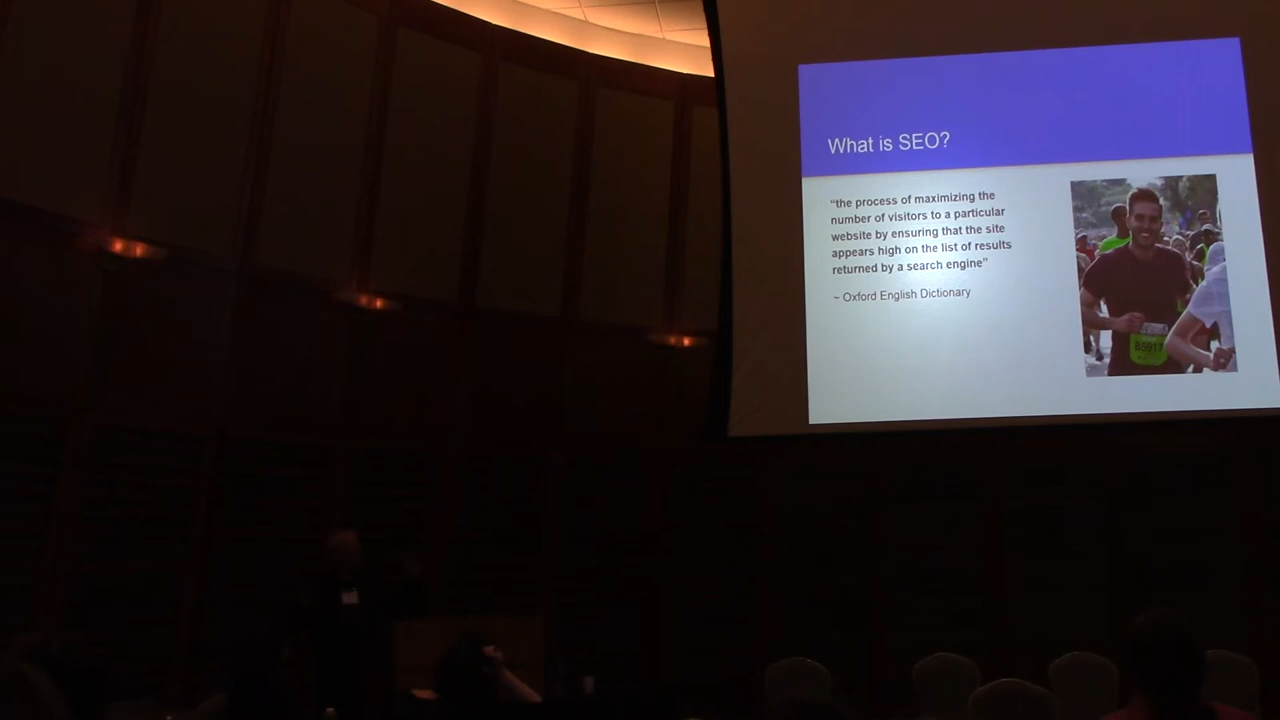 What is SEO?
“the process of maximizing the
number of visitors to a particular
website by ensuring that the site
appears high on the list of results
returned by a search engine”
~ Oxford English Dictionary
85917